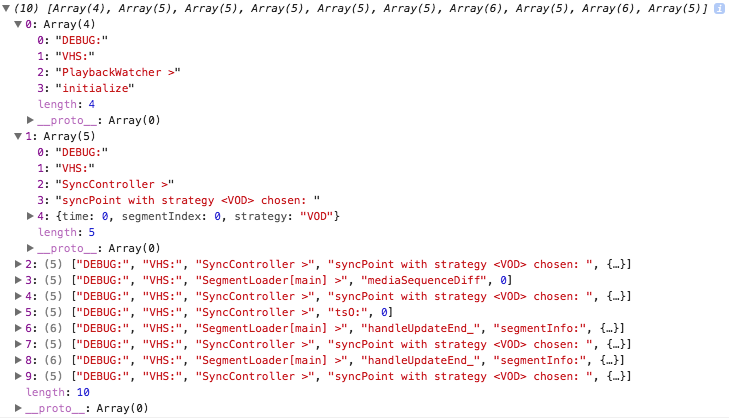 (10) [Array(4), Array(5), Array(5), Array(5), Array(5), Array(5), Array(6), Array(5), Array(6), Array(5)] i
0: Array(4)
0: "DEBUG:"
1: "VHS:"
2: "PlaybackWatcher >"
3: "initialize"
length: 4
__proto__: Array(0)
1: Array(5)
0: "DEBUG:"
1: "VHS:"
2: "SyncController >"
3: "syncPoint with strategy <VOD> chosen: "
4: {time: 0, segmentIndex: 0, strategy: "VOD"}
length: 5
__proto__: Array(0)
2: (5) ["DEBUG:", "VHS:", "SyncController >", "syncPoint with strategy <VOD> chosen: ", {…}]
3: (5) ["DEBUG:", "VHS:", "SegmentLoader[main] >", "mediaSequenceDiff", 0]
4: (5) ["DEBUG:", "VHS:", "SyncController >", "syncPoint with strategy <VOD> chosen: ", {…}]
5: (5) ["DEBUG:", "VHS:", "SyncController >", "tsO:", 0]
6: (6) ["DEBUG:", "VHS:", "SegmentLoader[main] >", "handleUpdateEnd_", "segmentInfo:", {…}]
7: (5) ["DEBUG:", "VHS:", "SyncController >", "syncPoint with strategy <VOD> chosen: ", {…}]
8: (6) ["DEBUG:", "VHS:", "SegmentLoader[main] >", "handleUpdateEnd_", "segmentInfo:", {…}]
9: (5) ["DEBUG:", "VHS:", "SyncController >", "syncPoint with strategy <VOD> chosen: ", {…}]
length: 10
__proto__: Array(0)